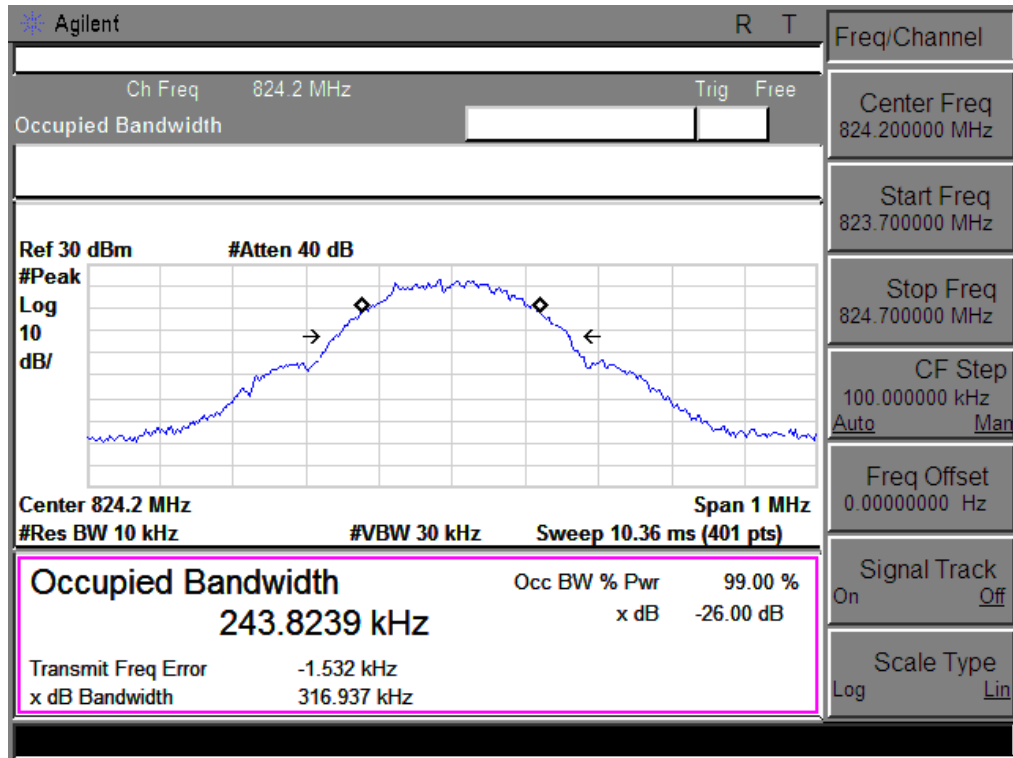 Agilent R T
Ch Freq 824.2 MHz Trig Free
Occupied Bandwidth
Ref 30 dBm #Atten 40 dB
#Peak
Log
10
dB/
Center 824.2 MHz Span 1 MHz
#Res BW 10 kHz #VBW 30 kHz Sweep 10.36 ms (401 pts)
Occupied Bandwidth Occ BW % Pwr 99.00 %
243.8239 kHz x dB -26.00 dB
Transmit Freq Error -1.532 kHz
x dB Bandwidth 316.937 kHz
Freq/Channel
Center Freq
824.200000 MHz
Start Freq
823.700000 MHz
Stop Freq
824.700000 MHz
CF Step
100.000000 kHz
Auto Man
Freq Offset
0.00000000 Hz
Signal Track
On Off
Scale Type
Log Lin